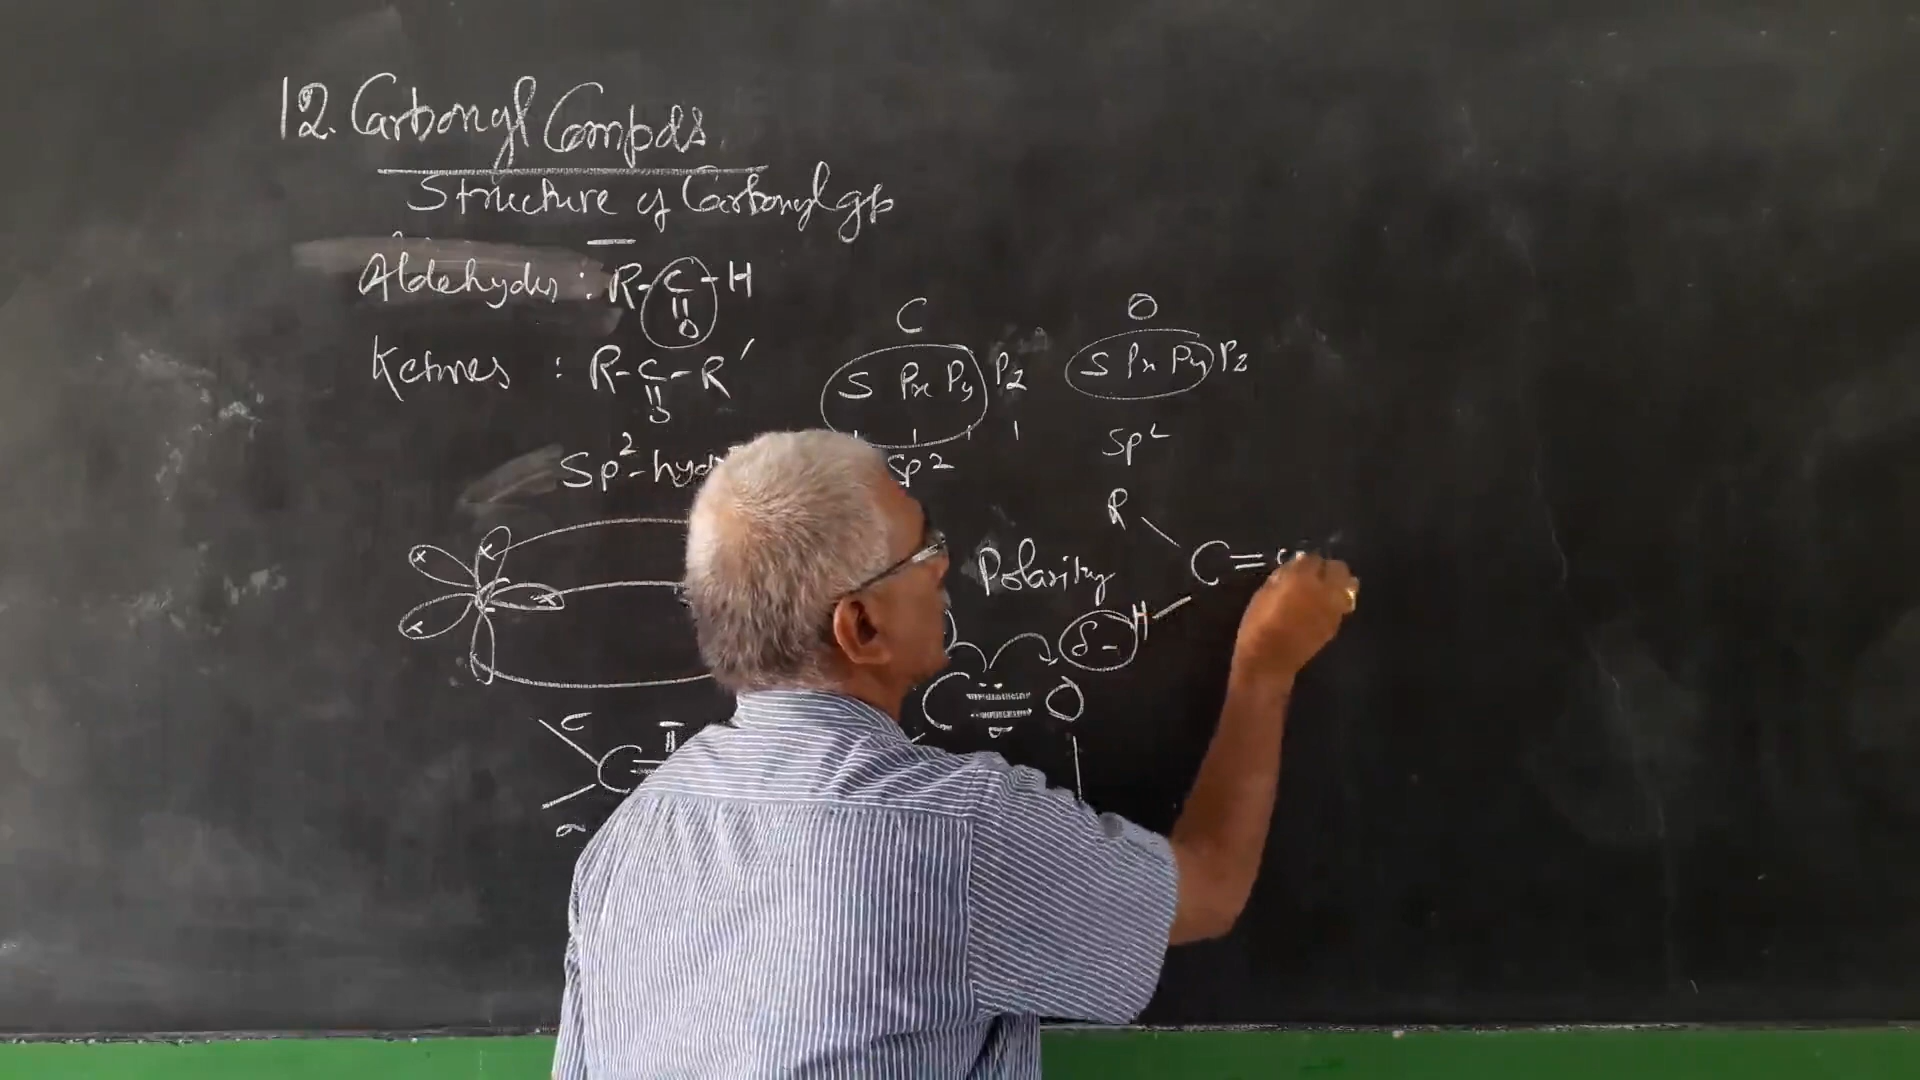 12. Carbonyl Compds
Structure of Carbonyl gp
Aldehydes : R-C-H
O
Ketones : R-C-R′
O
C
O
S Px Py Pz
S Px Py Pz
Sp²
Sp²-hyd
Sp²
R
C=
H
Polarity
δ-
C
O
σ
σ
π
C=
σ